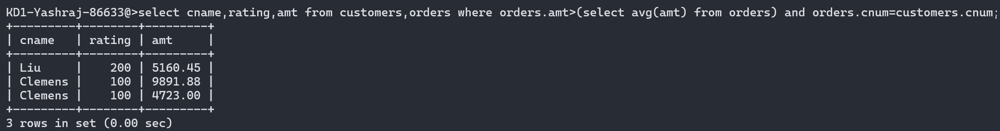 KD1-Yashraj-86633@>select cname,rating,amt from customers,orders where orders.amt>(select avg(amt) from orders) and orders.cnum=customers.cnum;
+---------+--------+---------+
| cname   | rating | amt     |
+---------+--------+---------+
| Liu     |    200 | 5160.45 |
| Clemens |    100 | 9891.88 |
| Clemens |    100 | 4723.00 |
+---------+--------+---------+
3 rows in set (0.00 sec)